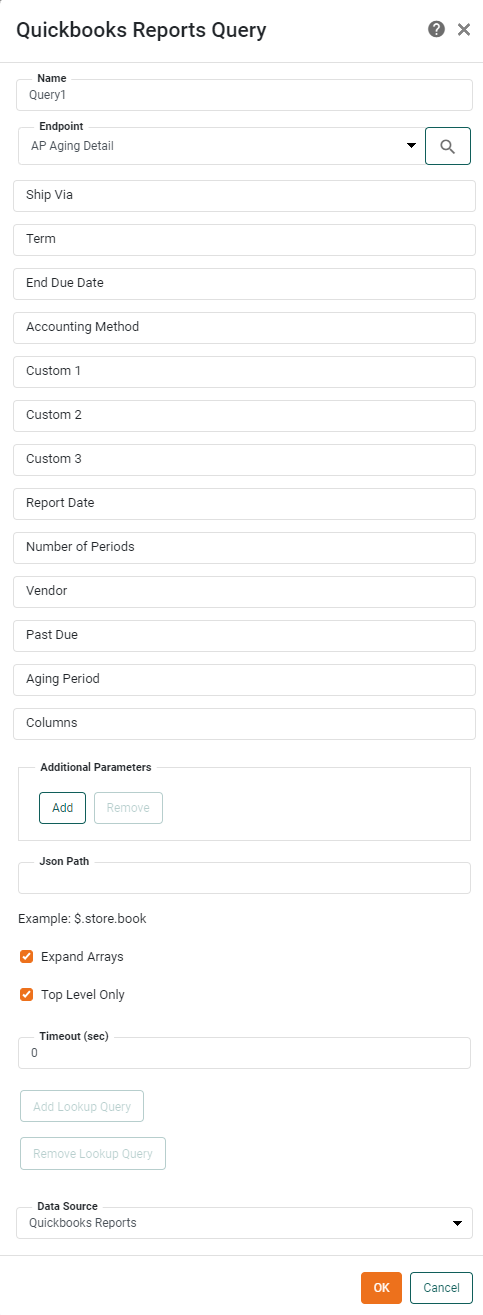 Quickbooks Reports Query
Name
Query1
Endpoint
AP Aging Detail
Ship Via
Term
End Due Date
Accounting Method
Custom 1
Custom 2
Custom 3
Report Date
Number of Periods
Vendor
Past Due
Aging Period
Columns
Additional Parameters
Add Remove
Json Path
Example: $.store.book
Expand Arrays
Top Level Only
Timeout (sec)
0
Add Lookup Query
Remove Lookup Query
Data Source
Quickbooks Reports
OK Cancel